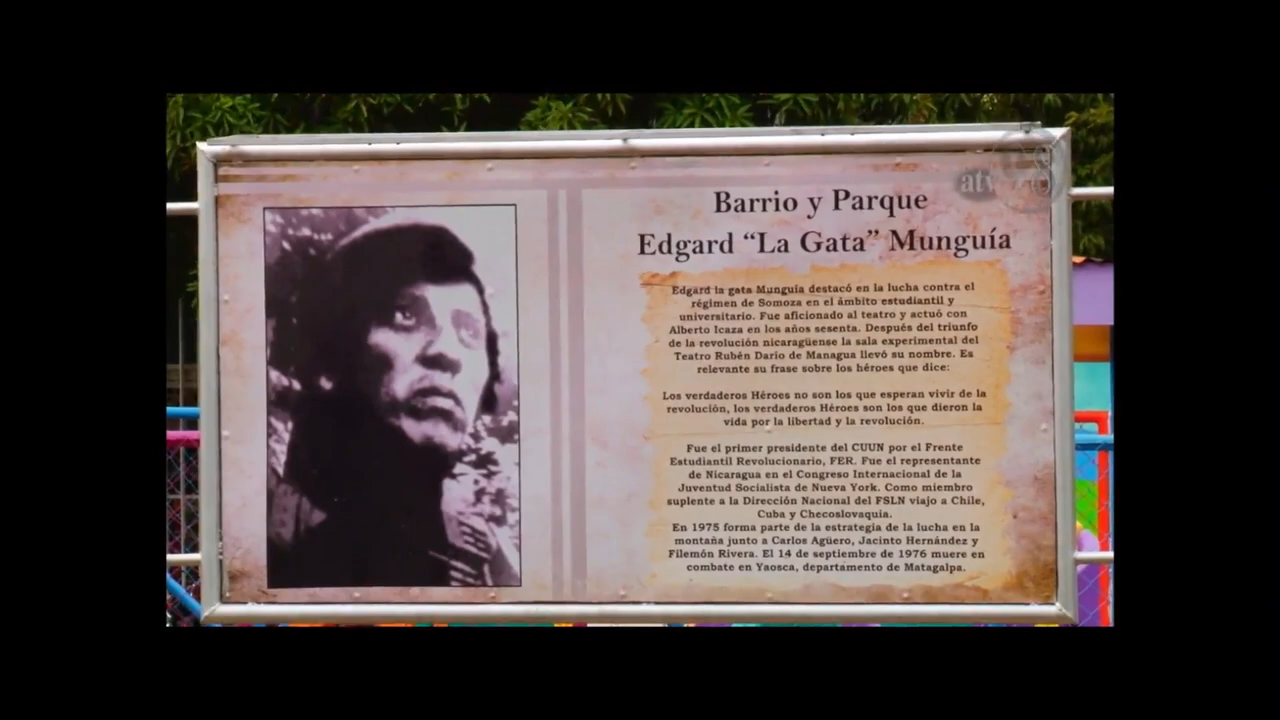 atv
Barrio y Parque
Edgard “La Gata” Munguía
Edgard la gata Munguia destacó en la lucha contra el
régimen de Somoza en el ámbito estudiantil y
universitario. Fue aficionado al teatro y actuó con
Alberto Icaza en los años sesenta. Después del triunfo
de la revolución nicaragüense la sala experimental del
Teatro Rubén Dario de Managua llevó su nombre. Es
relevante su frase sobre los héroes que dice:
Los verdaderos Héroes no son los que esperan vivir de la
revolución, los verdaderos Héroes son los que dieron la
vida por la libertad y la revolución.
Fue el primer presidente del CUUN por el Frente
Estudiantil Revolucionario, FER. Fue el representante
de Nicaragua en el Congreso Internacional de la
Juventud Socialista de Nueva York. Como miembro
suplente a la Dirección Nacional del FSLN viajo a Chile,
Cuba y Checoslovaquia.
En 1975 forma parte de la estrategia de la lucha en la
montaña junto a Carlos Agüero, Jacinto Hernández y
Filemón Rivera. El 14 de septiembre de 1976 muere en
combate en Yaosca, departamento de Matagalpa.